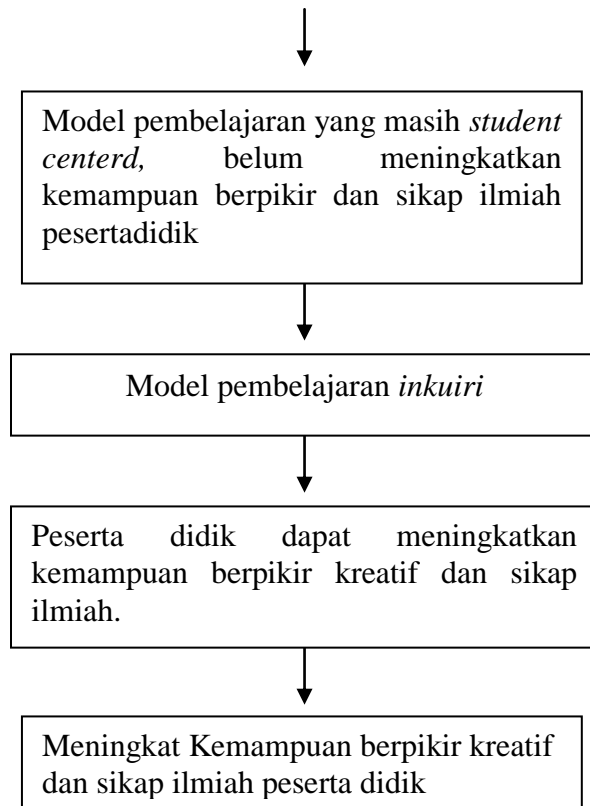 Model pembelajaran yang masih student
centerd, belum meningkatkan
kemampuan berpikir dan sikap ilmiah
pesertadidik
Model pembelajaran inkuiri
Peserta didik dapat meningkatkan
kemampuan berpikir kreatif dan sikap
ilmiah.
Meningkat Kemampuan berpikir kreatif
dan sikap ilmiah peserta didik